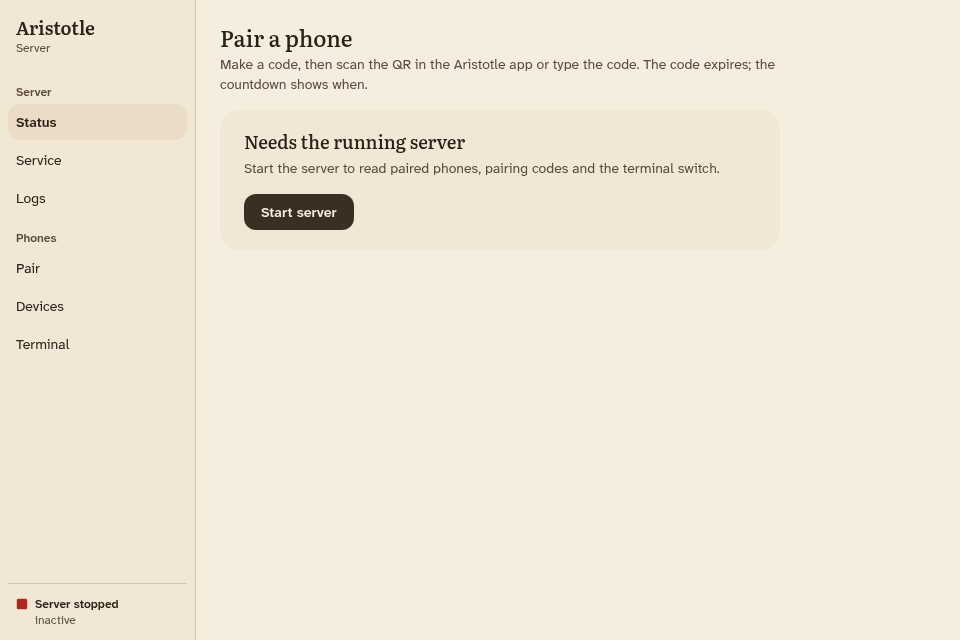 Aristotle
Server
Server
Status
Service
Logs
Phones
Pair
Devices
Terminal
Server stopped
inactive
Pair a phone
Make a code, then scan the QR in the Aristotle app or type the code. The code expires; the
countdown shows when.
Needs the running server
Start the server to read paired phones, pairing codes and the terminal switch.
Start server